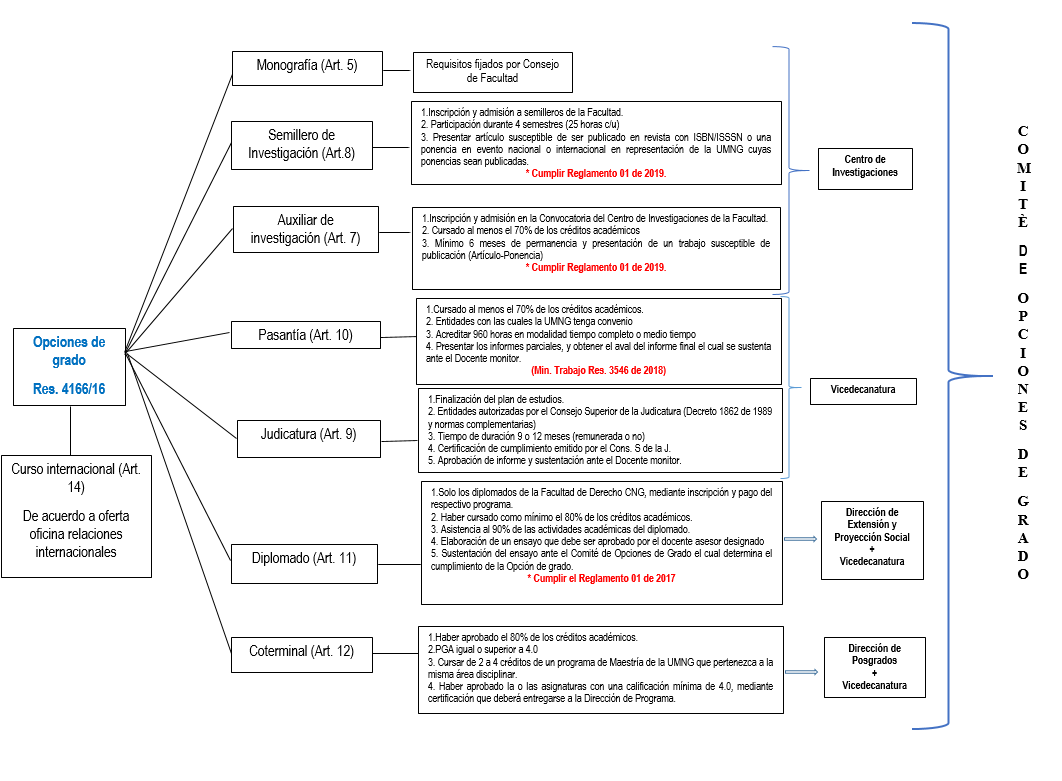 Monografía (Art. 5)
Requisitos fijados por Consejo
de Facultad
Semillero de
Investigación (Art.8)
1.Inscripción y admisión a semilleros de la Facultad.
2. Participación durante 4 semestres (25 horas c/u)
3. Presentar artículo susceptible de ser publicado en revista con ISBN/ISSSN o una
ponencia en evento nacional o internacional en representación de la UMNG cuyas
ponencias sean publicadas.
* Cumplir Reglamento 01 de 2019.
Centro de
Investigaciones
Auxiliar de
investigación (Art. 7)
1.Inscripción y admisión en la Convocatoria del Centro de Investigaciones de la Facultad.
2. Cursado al menos el 70% de los créditos académicos
3. Mínimo 6 meses de permanencia y presentación de un trabajo susceptible de
publicación (Artículo-Ponencia)
* Cumplir Reglamento 01 de 2019.
Opciones de
grado
Res. 4166/16
Pasantía (Art. 10)
1.Cursado al menos el 70% de los créditos académicos.
2. Entidades con las cuales la UMNG tenga convenio
3. Acreditar 960 horas en modalidad tiempo completo o medio tiempo
4. Presentar los informes parciales, y obtener el aval del informe final el cual se sustenta
ante el Docente monitor.
(Min. Trabajo Res. 3546 de 2018)
Vicedecanatura
Judicatura (Art. 9)
1.Finalización del plan de estudios.
2. Entidades autorizadas por el Consejo Superior de la Judicatura (Decreto 1862 de 1989
y normas complementarias)
3. Tiempo de duración 9 o 12 meses (remunerada o no)
4. Certificación de cumplimiento emitido por el Cons. S de la J.
5. Aprobación de informe y sustentación ante el Docente monitor.
Curso internacional (Art.
14)
De acuerdo a oferta
oficina relaciones
internacionales
Diplomado (Art. 11)
1.Solo los diplomados de la Facultad de Derecho CNG, mediante inscripción y pago del
respectivo programa.
2. Haber cursado como mínimo el 80% de los créditos académicos.
3. Asistencia al 90% de las actividades académicas del diplomado.
4. Elaboración de un ensayo que debe ser aprobado por el docente asesor designado
5. Sustentación del ensayo ante el Comité de Opciones de Grado el cual determina el
cumplimiento de la Opción de grado.
* Cumplir el Reglamento 01 de 2017
Dirección de
Extensión y
Proyección Social
+
Vicedecanatura
Coterminal (Art. 12)
1.Haber aprobado el 80% de los créditos académicos.
2.PGA igual o superior a 4.0
3. Cursar de 2 a 4 créditos de un programa de Maestría de la UMNG que pertenezca a la
misma área disciplinar.
4. Haber aprobado la o las asignaturas con una calificación mínima de 4.0, mediante
certificación que deberá entregarse a la Dirección de Programa.
Dirección de
Posgrados
+
Vicedecanatura
COMITÈ DE OPCIONES DE GRADO